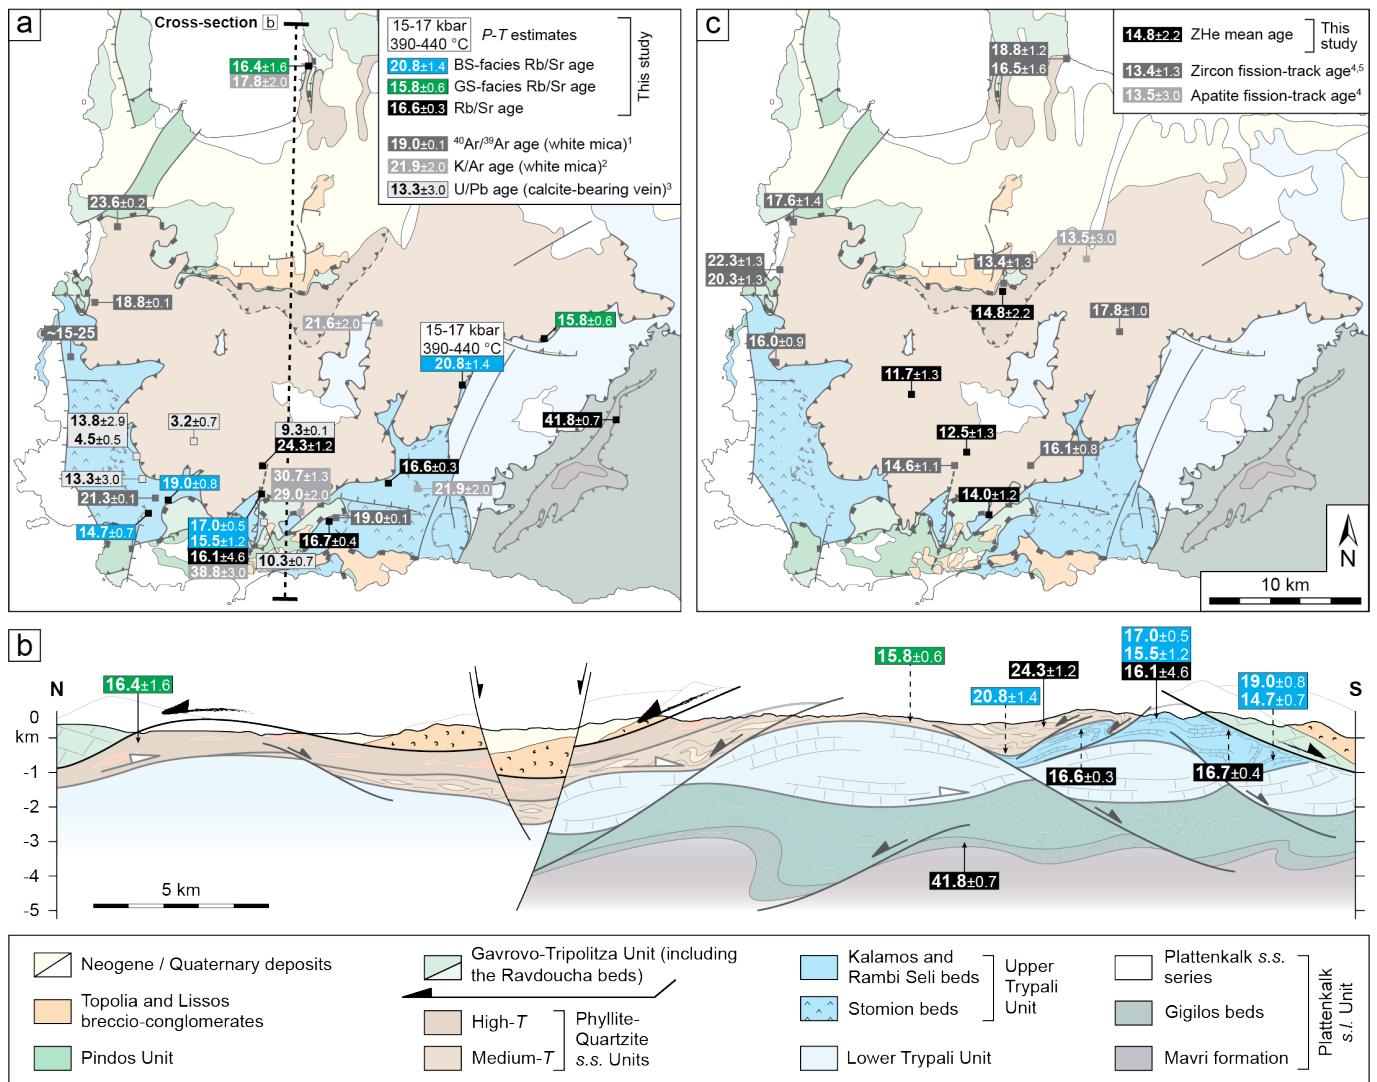 a
Cross-section b
15-17 kbar
390-440 °C
P-T estimates
20.8±1.4 BS-facies Rb/Sr age
15.8±0.6 GS-facies Rb/Sr age
16.6±0.3 Rb/Sr age
This study
19.0±0.1 ⁴⁰Ar/³⁹Ar age (white mica)¹
21.9±2.0 K/Ar age (white mica)²
13.3±3.0 U/Pb age (calcite-bearing vein)³
16.4±1.6
17.8±2.0
23.6±0.2
18.8±0.1
~15-25
21.6±2.0
15-17 kbar
390-440 °C
20.8±1.4
15.8±0.6
13.8±2.9
4.5±0.5
3.2±0.7
9.3±0.1
24.3±1.2
41.8±0.7
13.3±3.0
19.0±0.8
30.7±1.3
29.0±2.0
16.6±0.3
21.9±2.0
21.3±0.1
14.7±0.7
17.0±0.5
15.5±1.2
16.1±4.6
38.8±3.0
19.0±0.1
16.7±0.4
10.3±0.7
c
14.8±2.2 ZHe mean age
This
study
13.4±1.3 Zircon fission-track age⁴,⁵
13.5±3.0 Apatite fission-track age⁴
18.8±1.2
16.5±1.6
17.6±1.4
22.3±1.3
20.3±1.3
13.5±3.0
13.4±1.3
14.8±2.2
17.8±1.0
16.0±0.9
11.7±1.3
12.5±1.3
16.1±0.8
14.6±1.1
14.0±1.2
N
10 km
b
N
S
16.4±1.6
15.8±0.6
20.8±1.4
24.3±1.2
17.0±0.5
15.5±1.2
16.1±4.6
19.0±0.8
14.7±0.7
16.6±0.3
16.7±0.4
41.8±0.7
0
km
-1
-2
-3
-4
-5
5 km
Neogene / Quaternary deposits
Topolia and Lissos
breccio-conglomerates
Pindos Unit
Gavrovo-Tripolitza Unit (including
the Ravdoucha beds)
High-T
Medium-T
Phyllite-
Quartzite
s.s. Units
Kalamos and
Rambi Seli beds
Stomion beds
Upper
Trypali
Unit
Lower Trypali Unit
Plattenkalk s.s.
series
Gigilos beds
Mavri formation
Plattenkalk
s.l. Unit